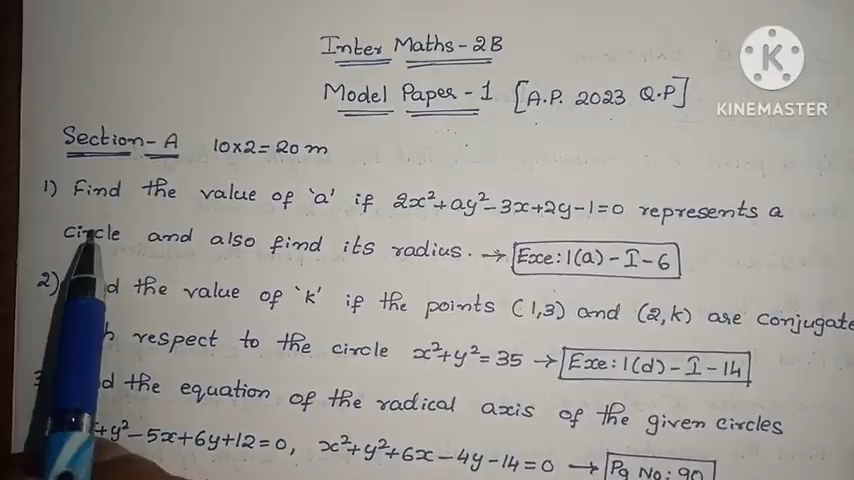 Inter Maths-2B
K
KINEMASTER
Model Paper-1 [A.P. 2023 Q.P]
Section-A 10x2=20m
1) Find the value of 'a' if 2x²+ay²-3x+2y-1=0 represents a
circle and also find its radius. → Exe:1(a)-I-6
2) d the value of 'k' if the points (1,3) and (2,k) are conjugate
h respect to the circle x²+y²=35 → Exe:1(d)-I-14
3 d the equation of the radical axis of the given circles
+y²-5x+6y+12=0, x²+y²+6x-4y-14=0 → Pg No:90